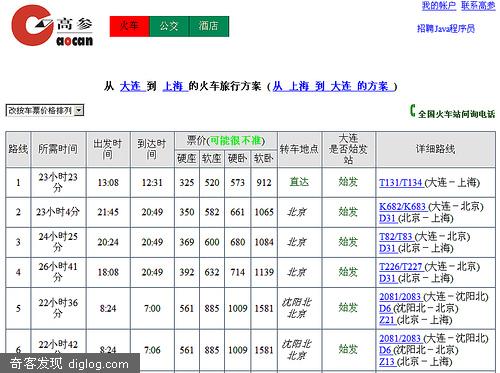 我的帐户 联系高参
高参
aocan
火车 公交 酒店
招聘Java程序员
从 大连 到 上海 的火车旅行方案 (从 上海 到 大连 的方案)
改按车票价格排列
全国火车站问询电话
路线 所需时间 出发时间 到达时间 票价(可能很不准) 转车地点 大连是否始发站 详细路线
硬座 软座 硬卧 软卧
1 23小时23分 13:08 12:31 325 520 573 912 直达 始发 T131/T134 (大连－上海)
2 23小时4分 21:45 20:49 350 582 661 1065 北京 始发 K682/K683 (大连－北京)
D31 (北京－上海)
3 24小时25分 20:24 20:49 369 600 680 1084 北京 始发 T82/T83 (大连－北京)
D31 (北京－上海)
4 26小时41分 18:08 20:49 392 632 714 1139 北京 始发 T226/T227 (大连－北京)
D31 (北京－上海)
5 22小时36分 8:24 7:00 561 885 1009 1581 沈阳北 北京 始发 2081/2083 (大连－沈阳北)
D6 (沈阳北－北京)
Z21 (北京－上海)
6 22小时42分 8:24 7:06 561 885 1009 1581 沈阳北 北京 始发 2081/2083 (大连－沈阳北)
D6 (沈阳北－北京)
Z13 (北京－上海)
奇客发现 diglog.com